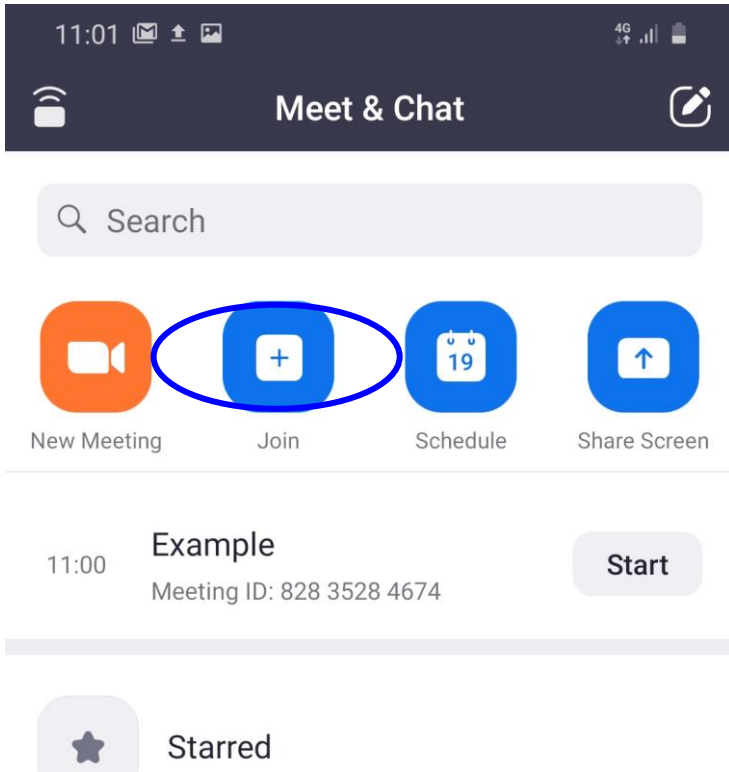 11:01 4G
Meet & Chat
Search
19
New Meeting Join Schedule Share Screen
11:00 Example Start
Meeting ID: 828 3528 4674
Starred